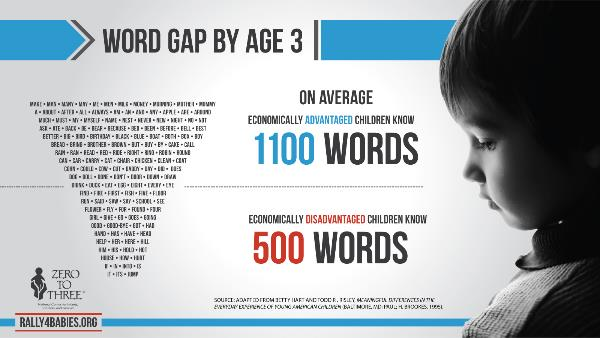 WORD GAP BY AGE 3
MAKE • MAN • MANY • MAY • ME • MEN • MILK • MONEY • MORNING • MOTHER • MOMMY
A • ABOUT • AFTER • ALL • ALWAYS • AM • AN • AND • ANY • APPLE • ARE • AROUND
MUCH • MUST • MY • MYSELF • NAME • NEST • NEVER • NEW • NIGHT • NO • NOT
ASK • ATE • BACK • BE • BEAR • BECAUSE • BED • BEEN • BEFORE • BELL • BEST
BETTER • BIG • BIRD • BIRTHDAY • BLACK • BLUE • BOAT • BOTH • BOX • BOY
BREAD • BRING • BROTHER • BROWN • BUT • BUY • BY • CAKE • CALL
RAIN • RAN • READ • RED • RIDE • RIGHT • RING • ROBIN • ROUND
CAN • CAR • CARRY • CAT • CHAIR • CHICKEN • CLEAN • COAT
CORN • COULD • COW • CUT • DADDY • DAY • DID • DOES
DOG • DOLL • DONE • DON'T • DOOR • DOWN • DRAW
DRINK • DUCK • EAT • EGG • EIGHT • EVERY • EYE
FIND • FIRE • FIRST • FISH • FIVE • FLOOR
RUN • SAID • SAW • SAY • SCHOOL • SEE
FLOWER • FLY • FOR • FOUND • FOUR
GIRL • GIVE • GO • GOES • GOING
GOOD • GOOD-BYE • GOT • HAD
HAND • HAS • HAVE • HEAD
HELP • HER • HERE • HILL
HIM • HIS • HOLD • HOT
HOUSE • HOW • HURT
IF • IN • INTO • IS
IT • ITS • JUMP
ON AVERAGE
ECONOMICALLY ADVANTAGED CHILDREN KNOW
1100 WORDS
ECONOMICALLY DISADVANTAGED CHILDREN KNOW
500 WORDS
ZERO
TO
THREE
RALLY4BABIES.ORG
SOURCE: ADAPTED FROM BETTY HART AND TODD R. RISLEY, MEANINGFUL DIFFERENCES IN THE
EVERYDAY EXPERIENCE OF YOUNG AMERICAN CHILDREN (BALTIMORE, MD: PAUL H. BROOKES, 1995).